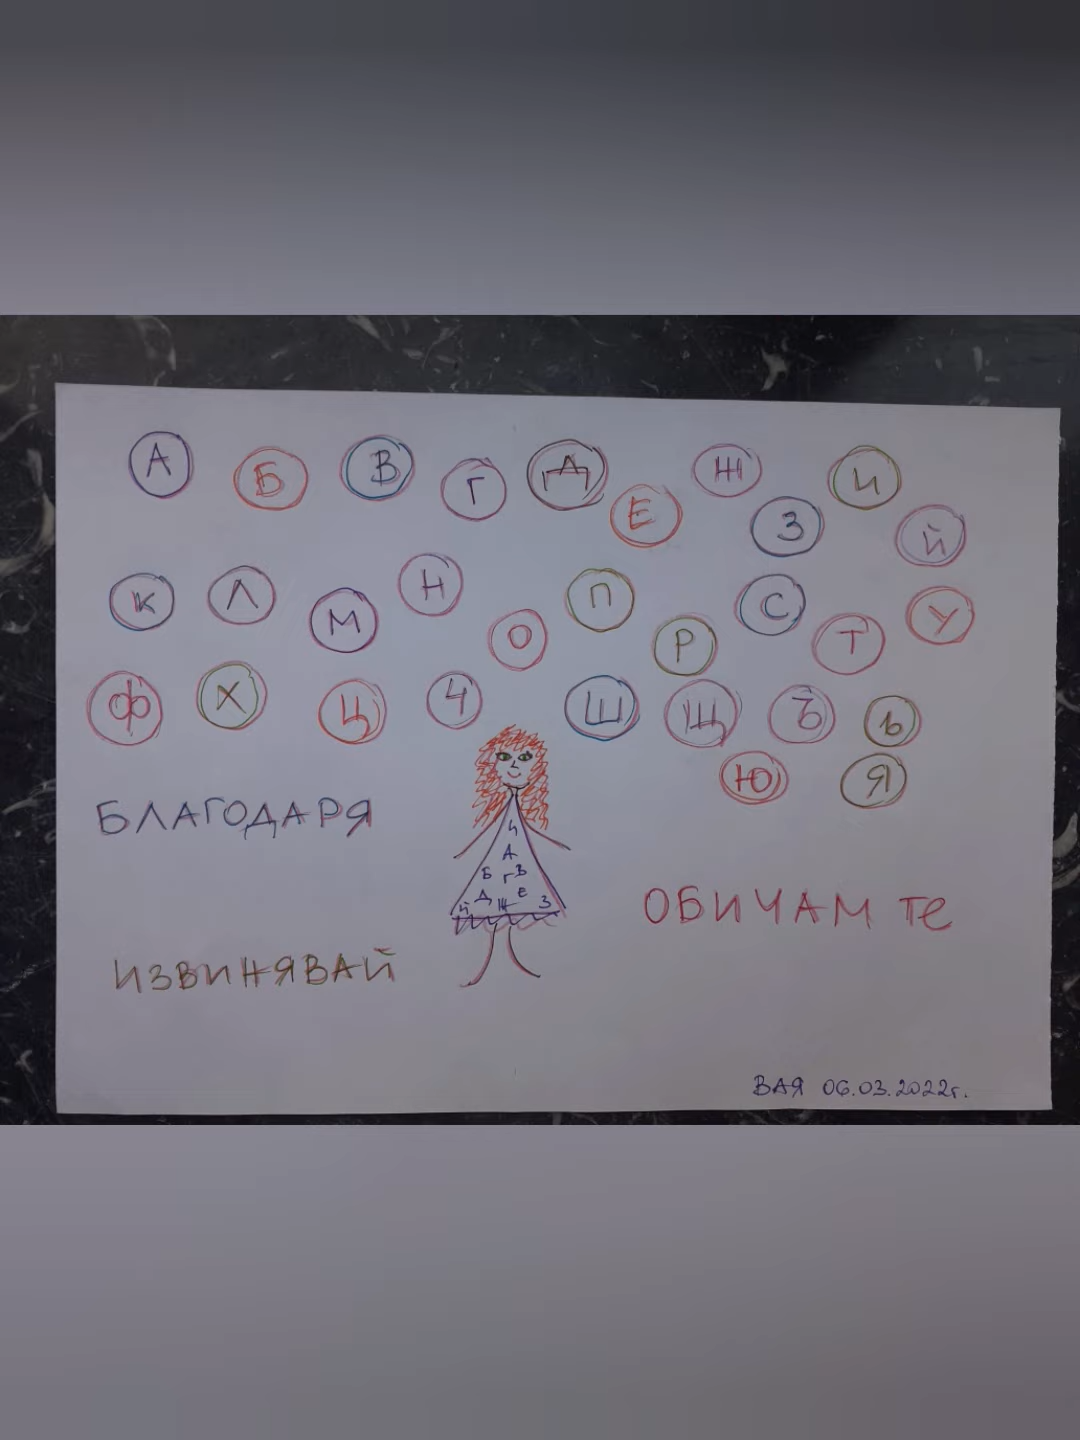 А Б В Г Д Е Ж З И Й
К Л М Н О П Р С Т У
Ф Х Ц Ч Ш Щ Ъ ь
Ю Я
БЛАГОДАРЯ
И
А
Б Г В
Й Д Ж Е З
ОБИЧАМ ТЕ
ИЗВИНЯВАЙ
ВАЯ 06.03.2022г.